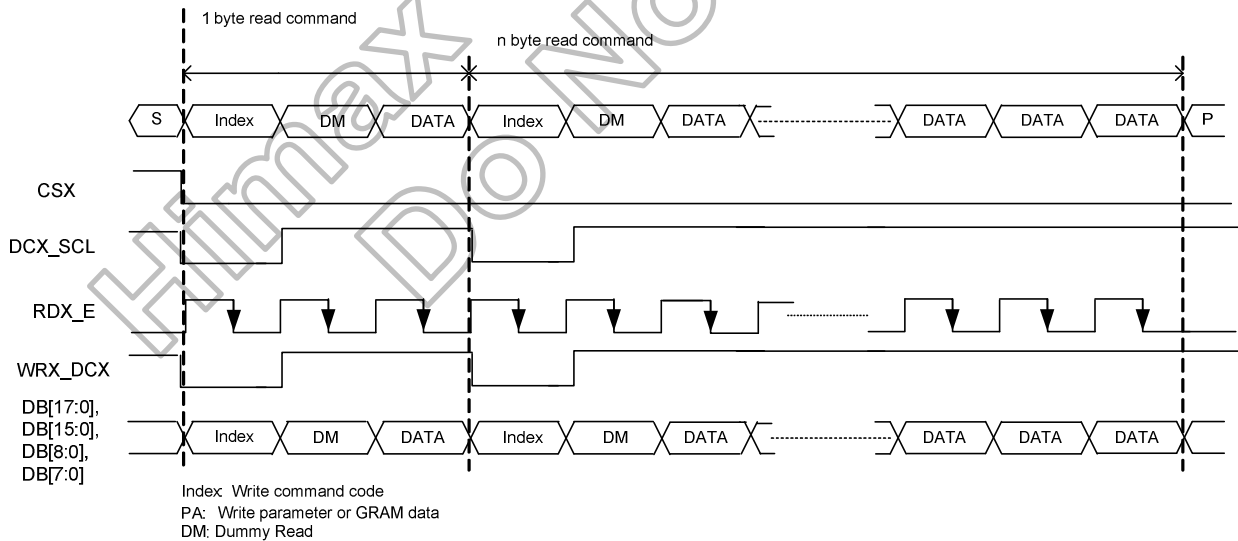 1 byte read command
n byte read command
S Index DM DATA Index DM DATA DATA DATA DATA P
CSX
DCX_SCL
RDX_E
WRX_DCX
DB[17:0],
DB[15:0],
DB[8:0],
DB[7:0]
Index DM DATA Index DM DATA DATA DATA DATA
Index: Write command code
PA: Write parameter or GRAM data
DM: Dummy Read
Himax
Do No